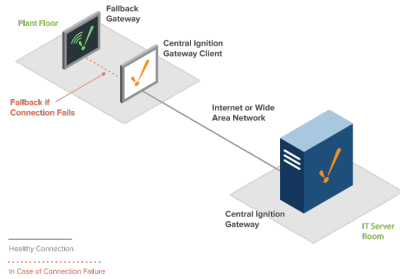 Fallback
Gateway
Plant Floor
Central Ignition
Gateway Client
Fallback if
Connection Fails
Internet or Wide
Area Network
Central Ignition
Gateway
IT Server
Room
Healthy Connection
In Case of Connection Failure